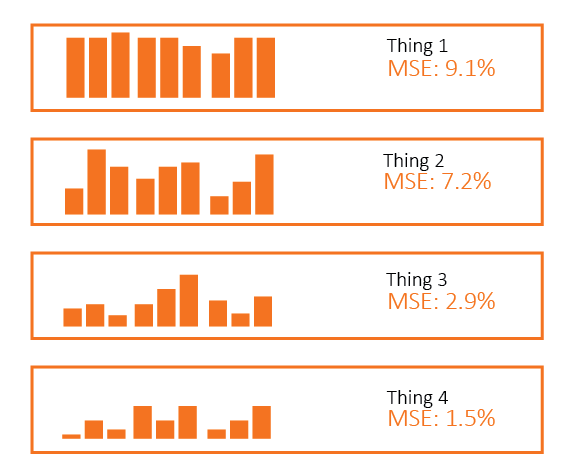 Thing 1
MSE: 9.1%
Thing 2
MSE: 7.2%
Thing 3
MSE: 2.9%
Thing 4
MSE: 1.5%